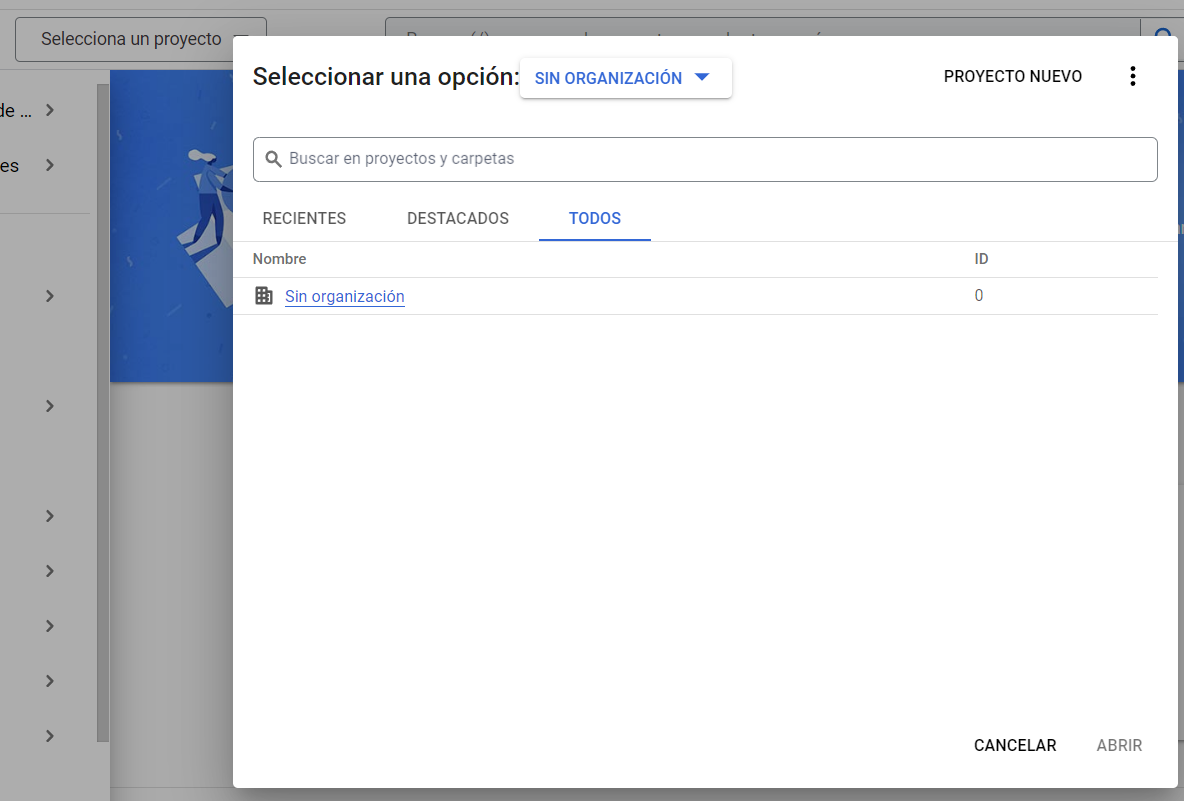 Selecciona un proyecto
Seleccionar una opción:
SIN ORGANIZACIÓN
PROYECTO NUEVO
de ...
es
Buscar en proyectos y carpetas
RECIENTES
DESTACADOS
TODOS
Nombre
ID
Sin organización
0
CANCELAR
ABRIR